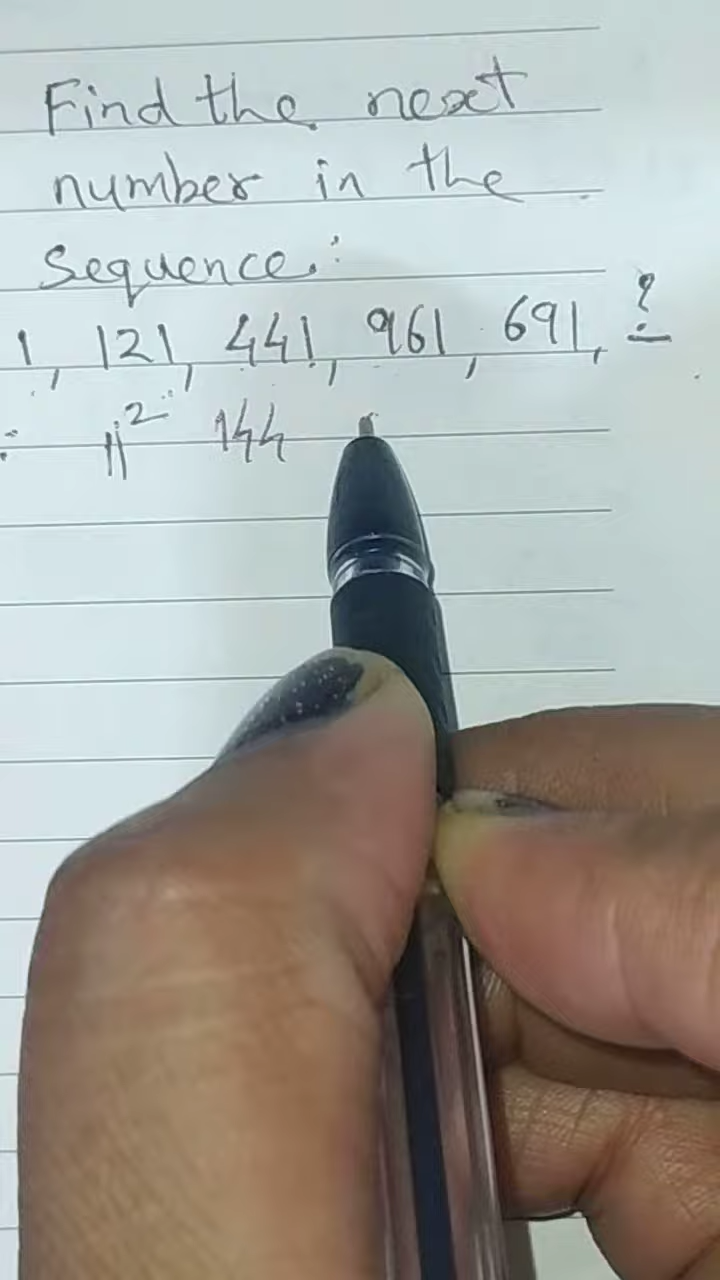 Find the next
number in the
Sequence:
1, 121, 441, 961, 691, ?
11² 144